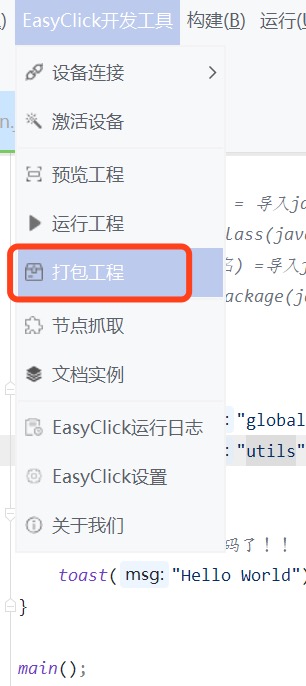 ) EasyClick开发工具 构建(B) 运行(U
设备连接
n.j
激活设备
预览工程
= 导入ja
运行工程
lass(java
打包工程
名) =导入j
ackage(ja
节点抓取
文档实例
EasyClick运行日志
: "global
: "utils"
EasyClick设置
关于我们
码了！！
toast( msg: "Hello World")
}
main();